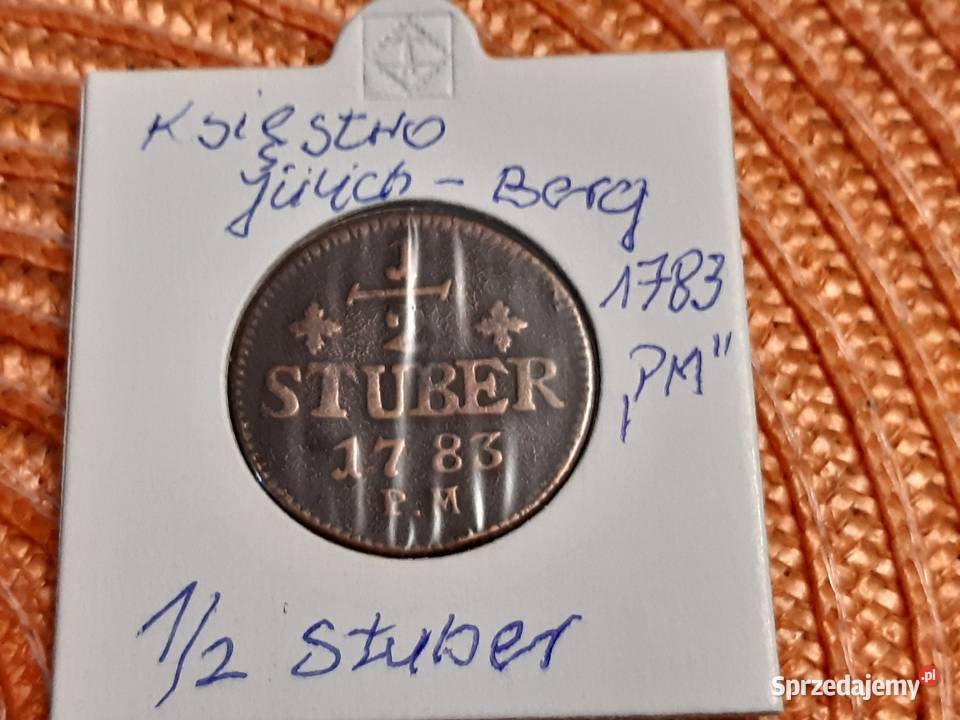 Księstwo
Jülich - Berg
1783
„PM”
1
2
STUBER
1783
P.M
1/2 Stuber
Sprzedajemy.pl